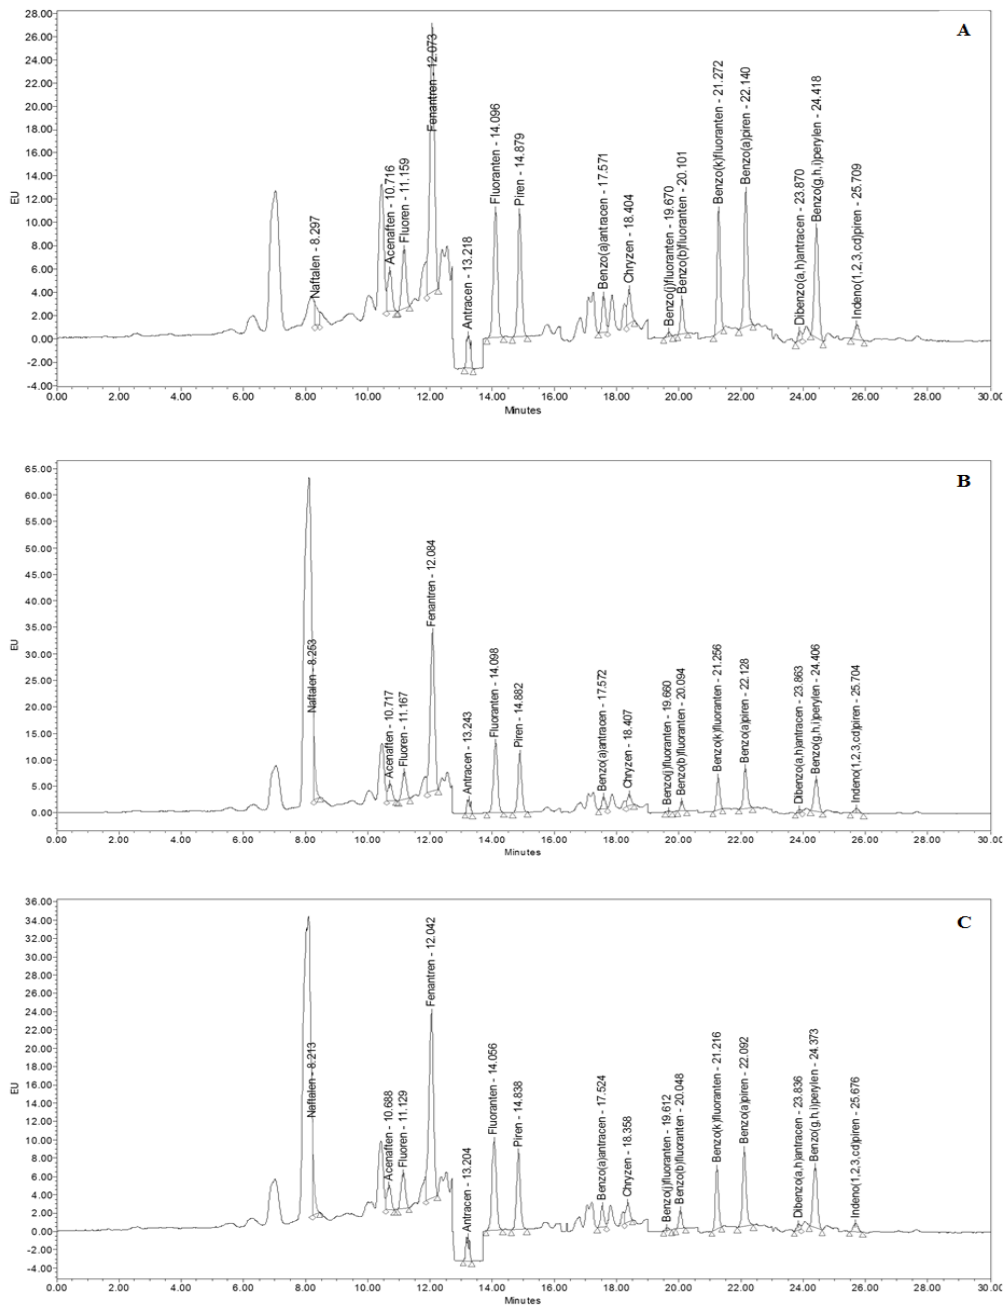 A
28.00
26.00
24.00
22.00
20.00
18.00
16.00
14.00
12.00
10.00
8.00
6.00
4.00
2.00
0.00
-2.00
-4.00
EU
Naftalen - 8.297
Acenaften - 10.716
Fluoren - 11.159
Fenantren - 12.073
Antracen - 13.218
Fluoranten - 14.096
Piren - 14.879
Benzo(a)antracen - 17.571
Chryzen - 18.404
Benzo(j)fluoranten - 19.670
Benzo(b)fluoranten - 20.101
Benzo(k)fluoranten - 21.272
Benzo(a)piren - 22.140
Dibenzo(a,h)antracen - 23.870
Benzo(g,h,i)perylen - 24.418
Indeno(1,2,3,cd)piren - 25.709
0.00 2.00 4.00 6.00 8.00 10.00 12.00 14.00 16.00 18.00 20.00 22.00 24.00 26.00 28.00 30.00
Minutes
B
65.00
60.00
55.00
50.00
45.00
40.00
35.00
30.00
25.00
20.00
15.00
10.00
5.00
0.00
EU
Naftalen - 8.253
Acenaften - 10.717
Fluoren - 11.167
Fenantren - 12.084
Antracen - 13.243
Fluoranten - 14.098
Piren - 14.882
Benzo(a)antracen - 17.572
Chryzen - 18.407
Benzo(j)fluoranten - 19.660
Benzo(b)fluoranten - 20.094
Benzo(k)fluoranten - 21.256
Benzo(a)piren - 22.128
Dibenzo(a,h)antracen - 23.863
Benzo(g,h,i)perylen - 24.406
Indeno(1,2,3,cd)piren - 25.704
0.00 2.00 4.00 6.00 8.00 10.00 12.00 14.00 16.00 18.00 20.00 22.00 24.00 26.00 28.00 30.00
Minutes
C
36.00
34.00
32.00
30.00
28.00
26.00
24.00
22.00
20.00
18.00
16.00
14.00
12.00
10.00
8.00
6.00
4.00
2.00
0.00
-2.00
-4.00
EU
Naftalen - 8.213
Acenaften - 10.688
Fluoren - 11.129
Fenantren - 12.042
Antracen - 13.204
Fluoranten - 14.056
Piren - 14.838
Benzo(a)antracen - 17.524
Chryzen - 18.358
Benzo(j)fluoranten - 19.612
Benzo(b)fluoranten - 20.048
Benzo(k)fluoranten - 21.216
Benzo(a)piren - 22.092
Dibenzo(a,h)antracen - 23.836
Benzo(g,h,i)perylen - 24.373
Indeno(1,2,3,cd)piren - 25.676
0.00 2.00 4.00 6.00 8.00 10.00 12.00 14.00 16.00 18.00 20.00 22.00 24.00 26.00 28.00 30.00
Minutes